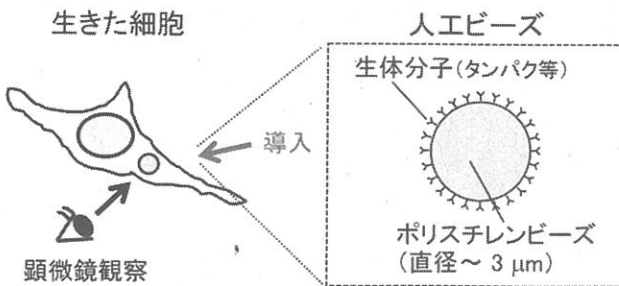 生きた細胞
人工ビーズ
生体分子(タンパク等)
導入
ポリスチレンビーズ
(直径~ 3 μm)
顕微鏡観察